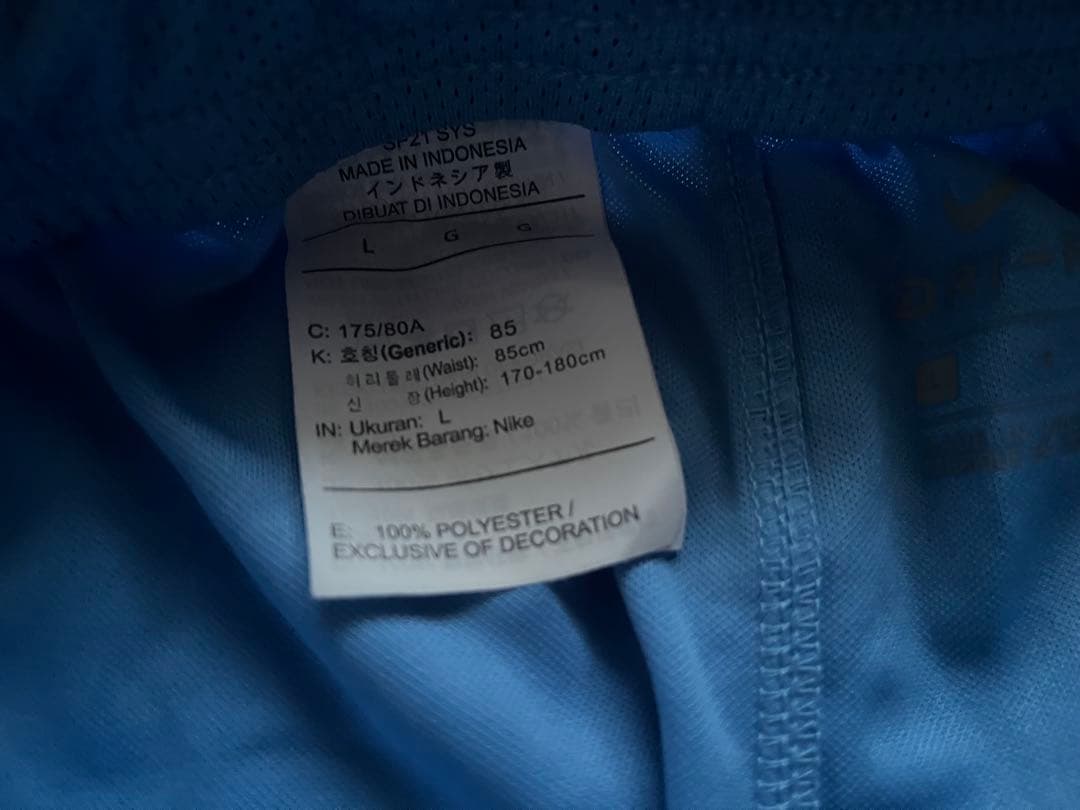 SP21 SYS
MADE IN INDONESIA
インドネシア製
DIBUAT DI INDONESIA
L G G
C: 175/80A
K: 호칭(Generic): 85
허리둘레(Waist): 85cm
신 장(Height): 170-180cm
IN: Ukuran: L
Merek Barang: Nike
E: 100% POLYESTER /
EXCLUSIVE OF DECORATION
L